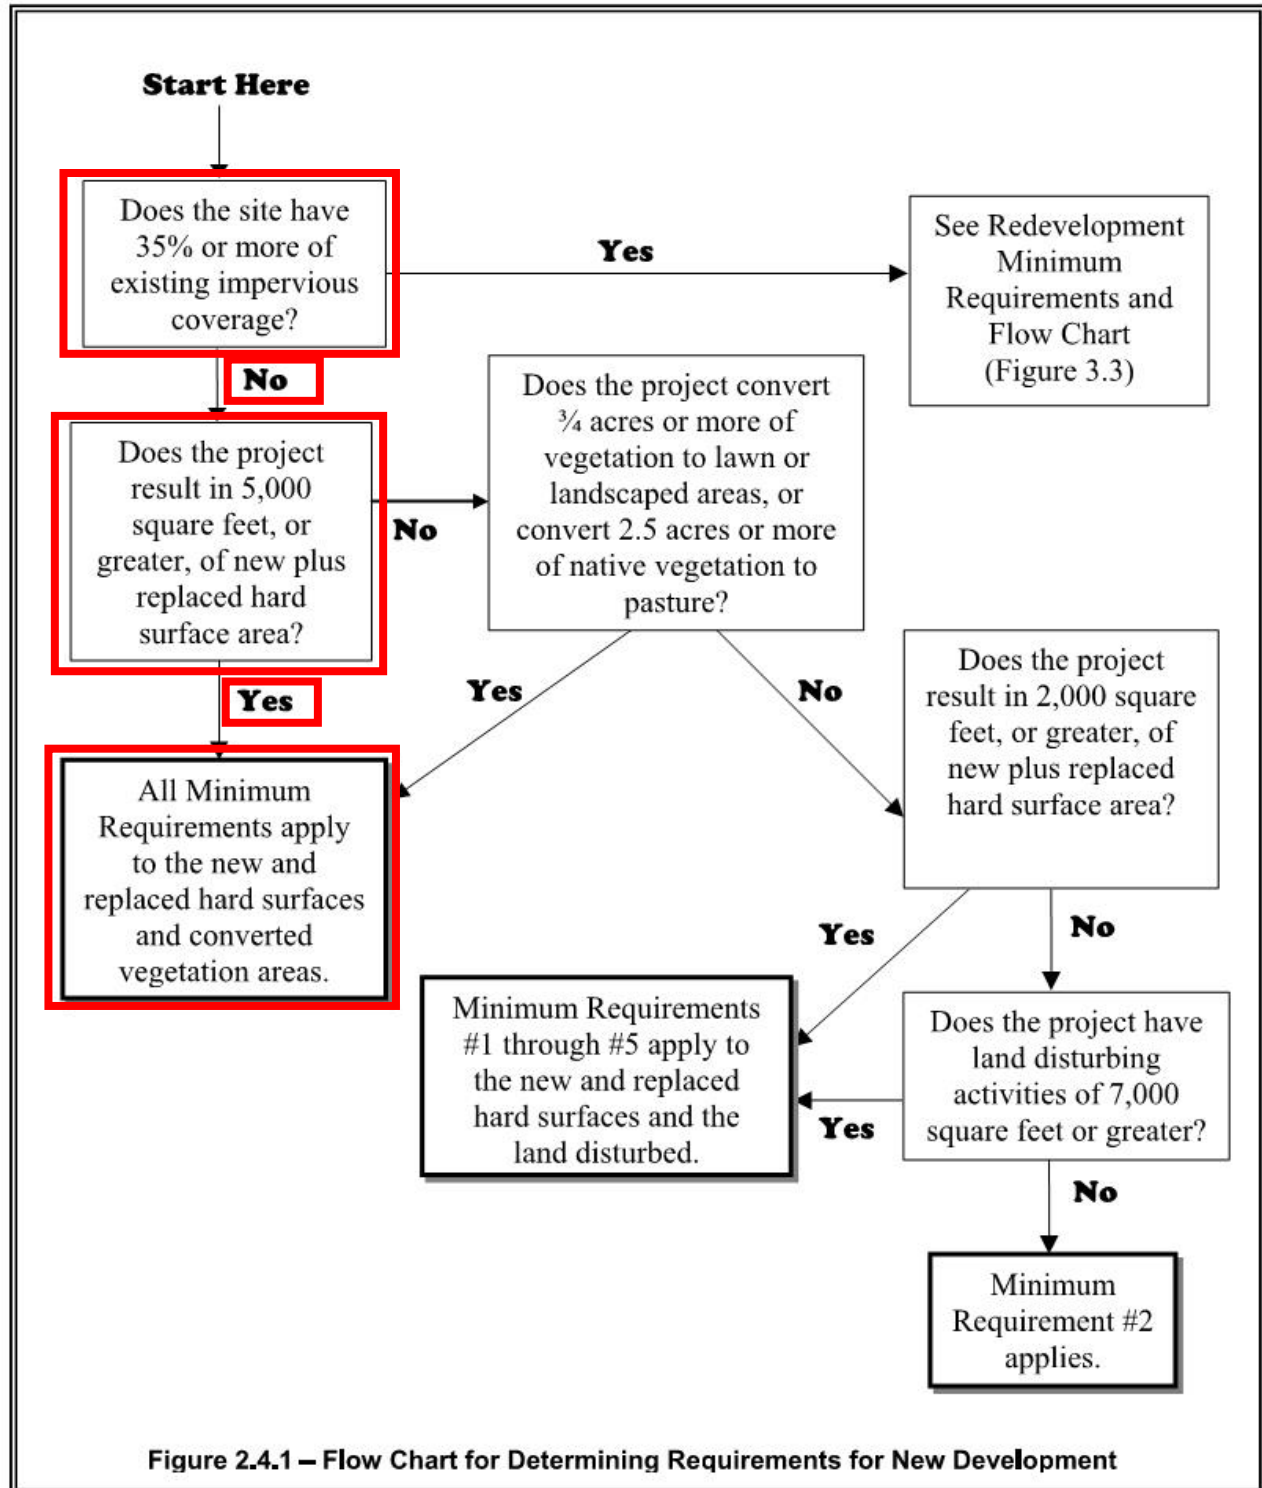 Start Here
Does the site have
35% or more of
existing impervious
coverage?
Yes
See Redevelopment
Minimum
Requirements and
Flow Chart
(Figure 3.3)
No
Does the project
result in 5,000
square feet, or
greater, of new plus
replaced hard
surface area?
No
Does the project convert
¾ acres or more of
vegetation to lawn or
landscaped areas, or
convert 2.5 acres or more
of native vegetation to
pasture?
Yes
Yes
No
Does the project
result in 2,000 square
feet, or greater, of
new plus replaced
hard surface area?
All Minimum
Requirements apply
to the new and
replaced hard surfaces
and converted
vegetation areas.
Yes
No
Minimum Requirements
#1 through #5 apply to
the new and replaced
hard surfaces and the
land disturbed.
Does the project have
land disturbing
activities of 7,000
square feet or greater?
Yes
No
Minimum
Requirement #2
applies.
Figure 2.4.1 – Flow Chart for Determining Requirements for New Development